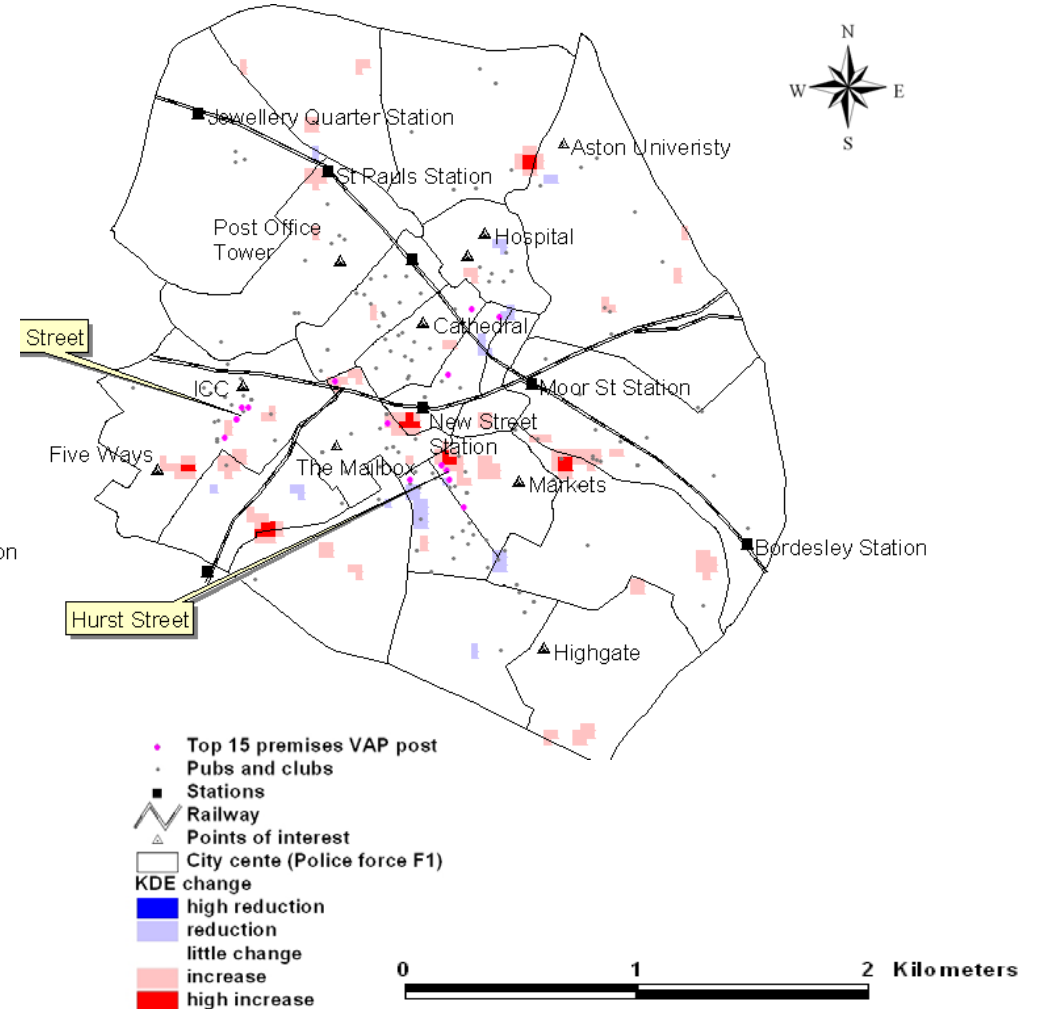 N
W
E
S
Jewellery Quarter Station
Aston Univeristy
St Pauls Station
Post Office
Tower
Hospital
Cathedral
Street
ICC
Moor St Station
New Street
Station
Five Ways
The Mailbox
Markets
on
Bordesley Station
Hurst Street
Highgate
Top 15 premises VAP post
Pubs and clubs
Stations
Railway
Points of interest
City cente (Police force F1)
KDE change
high reduction
reduction
little change
increase
high increase
0 1 2 Kilometers